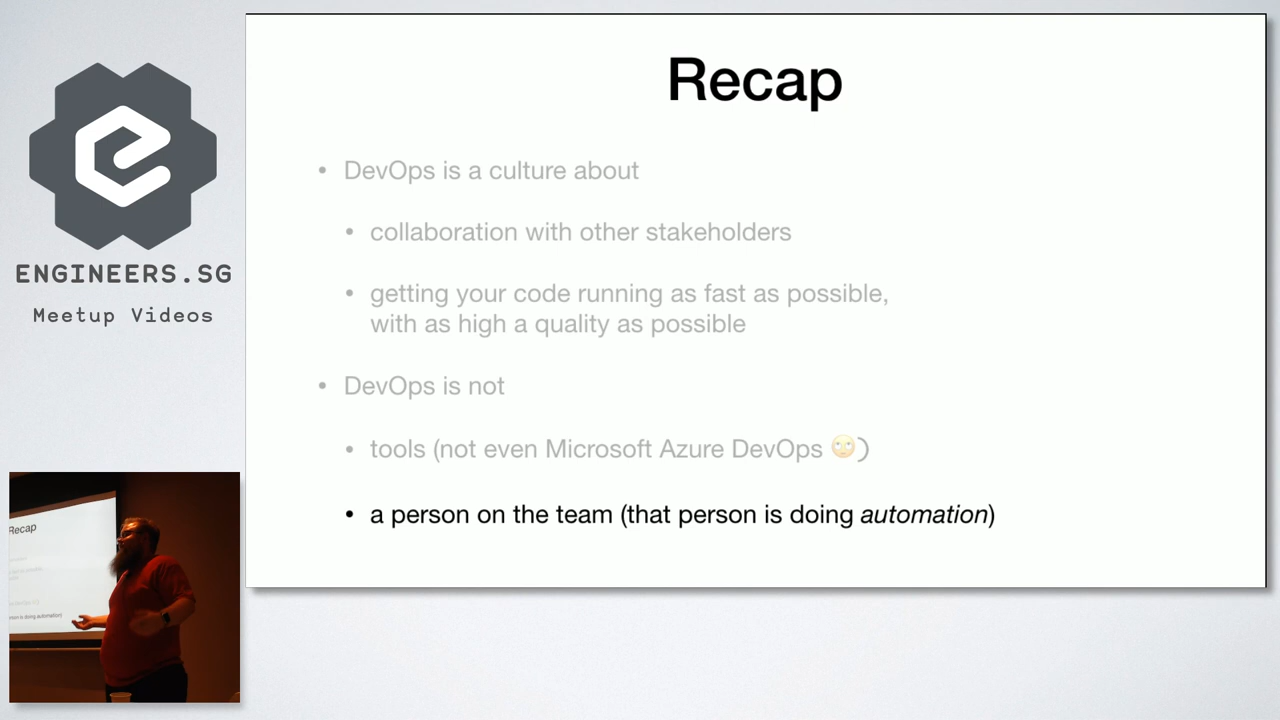 Recap
• DevOps is a culture about
• collaboration with other stakeholders
• getting your code running as fast as possible,
with as high a quality as possible
• DevOps is not
• tools (not even Microsoft Azure DevOps 🙄)
• a person on the team (that person is doing automation)
ENGINEERS.SG
Meetup Videos
Recap